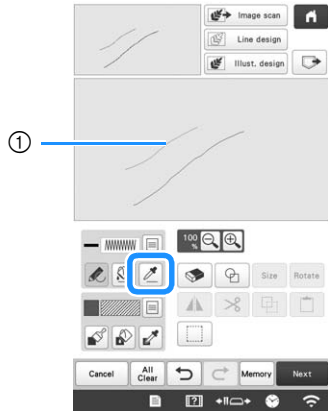 Image scan
Line design
Illust. design
①
100 %
Size Rotate
Cancel All Clear Memory Next